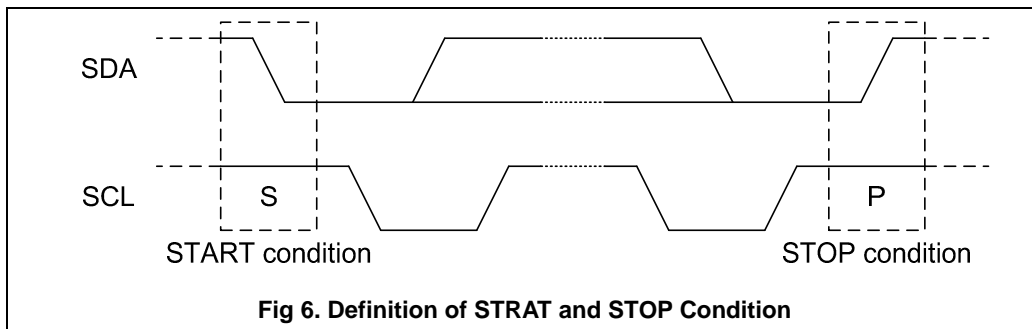 SDA
SCL
S
P
START condition
STOP condition
Fig 6. Definition of STRAT and STOP Condition